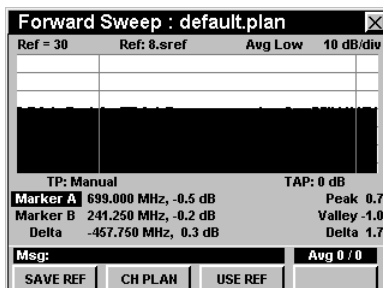 Forward Sweep : default.plan
Ref = 30 Ref: 8.sref Avg Low 10 dB/div
TP: Manual TAP: 0 dB
Marker A 699.000 MHz, -0.5 dB Peak 0.7
Marker B 241.250 MHz, -0.2 dB Valley -1.0
Delta -457.750 MHz, 0.3 dB Delta 1.7
Msg: Avg 0 / 0
SAVE REF CH PLAN USE REF